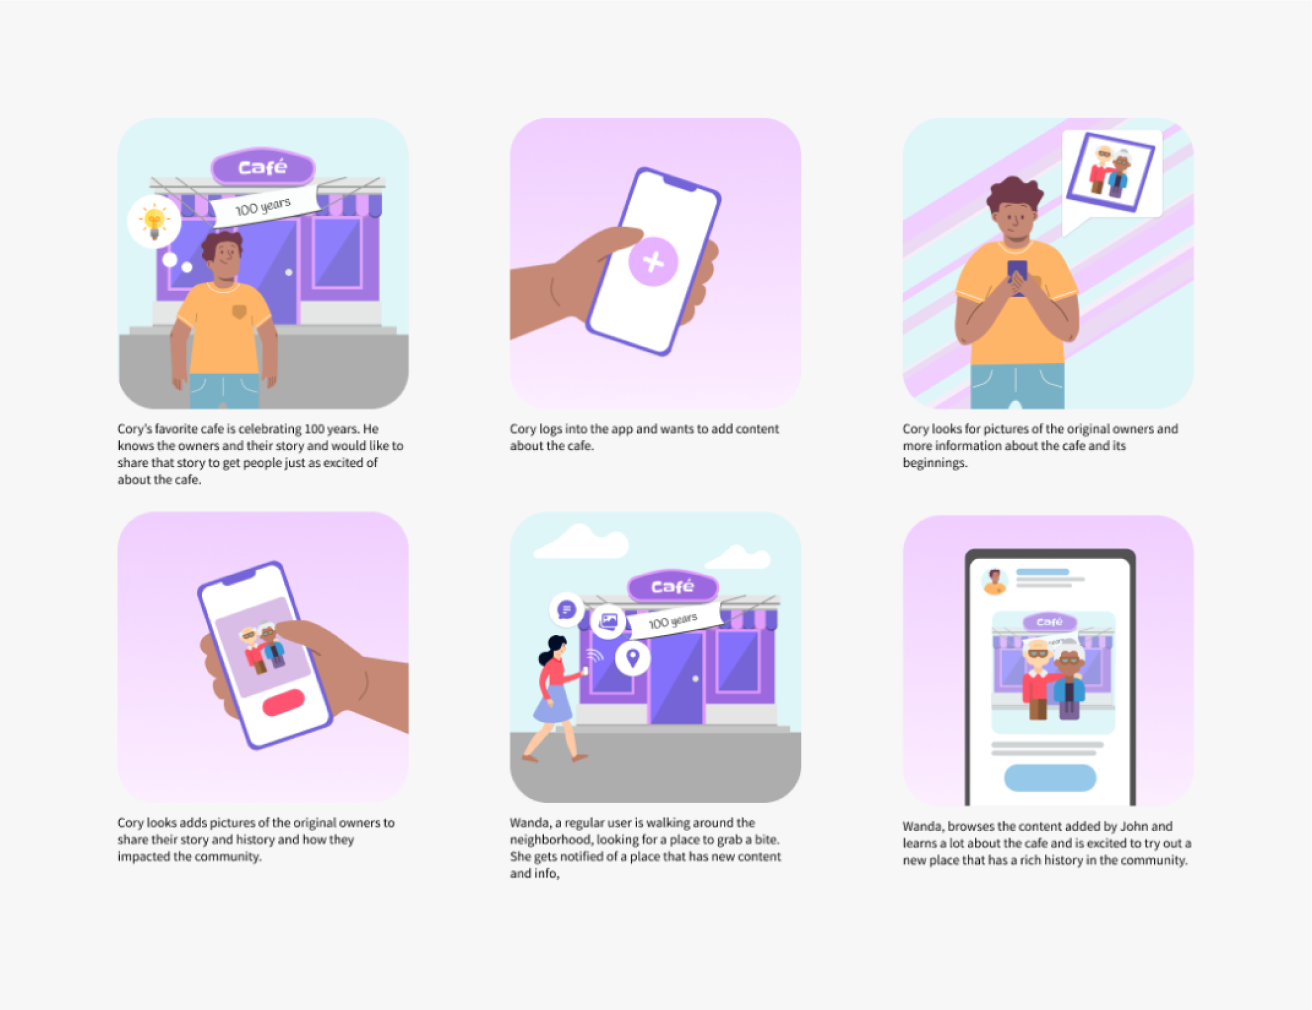 Café
100 years
Cory's favorite cafe is celebrating 100 years. He
knows the owners and their story and would like to
share that story to get people just as excited of
about the cafe.
Cory logs into the app and wants to add content
about the cafe.
Cory looks for pictures of the original owners and
more information about the cafe and its
beginnings.
Cory looks adds pictures of the original owners to
share their story and history and how they
impacted the community.
Café
100 years
Wanda, a regular user is walking around the
neighborhood, looking for a place to grab a bite.
She gets notified of a place that has new content
and info,
Café
Wanda, browses the content added by John and
learns a lot about the cafe and is excited to try out a
new place that has a rich history in the community.